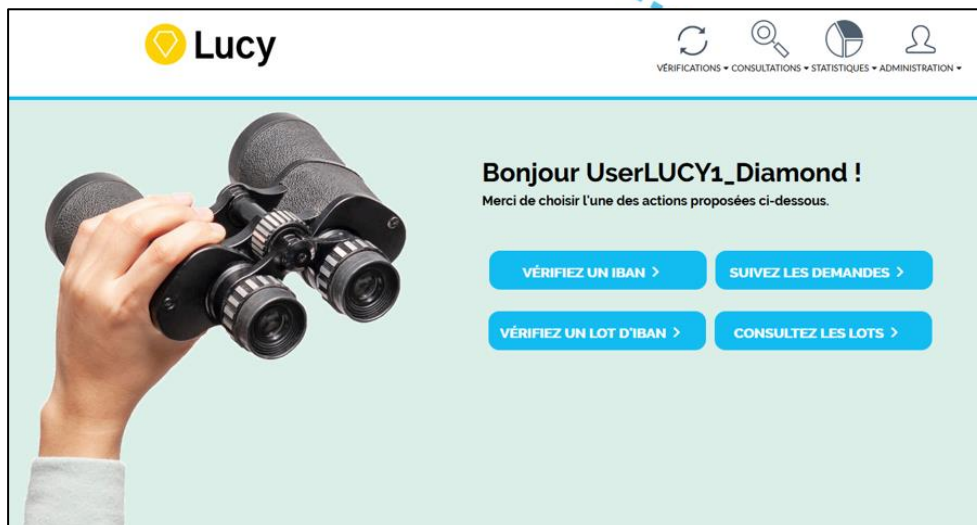 Lucy
VÉRIFICATIONS CONSULTATIONS STATISTIQUES ADMINISTRATION
Bonjour UserLUCY1_Diamond !
Merci de choisir l'une des actions proposées ci-dessous.
VÉRIFIEZ UN IBAN > SUIVEZ LES DEMANDES >
VÉRIFIEZ UN LOT D'IBAN > CONSULTEZ LES LOTS >